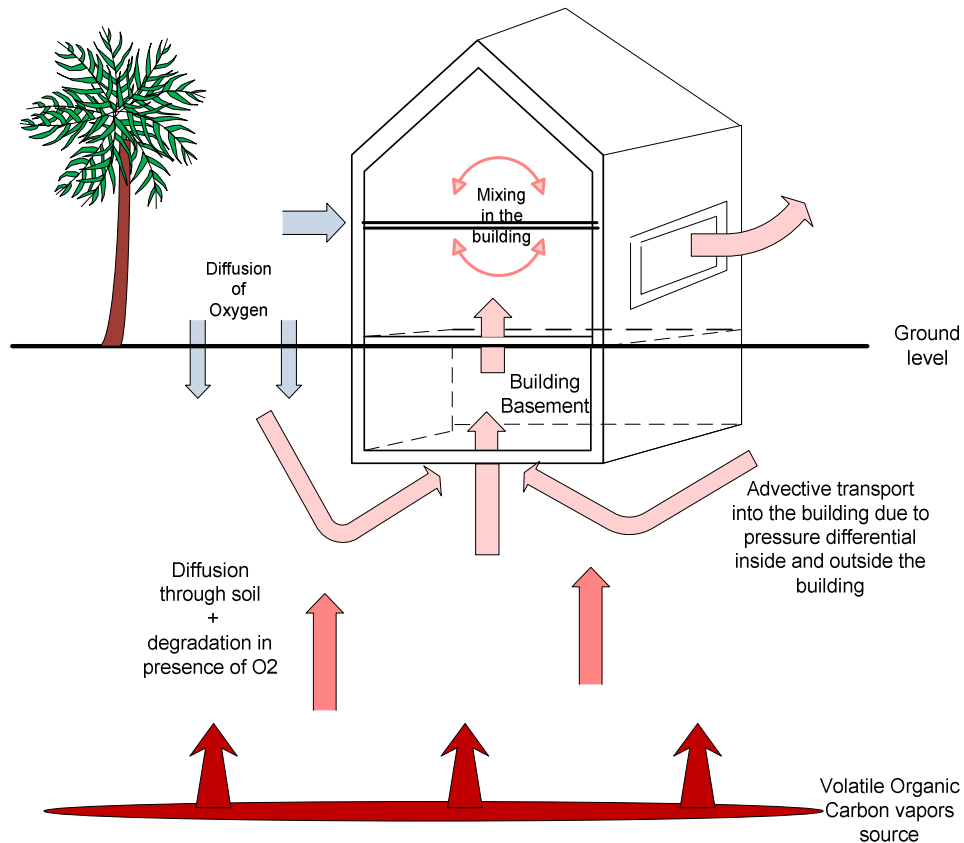 Mixing
in the
building
Diffusion
of
Oxygen
Ground
level
Building
Basement
Advective transport
into the building due to
pressure differential
inside and outside the
building
Diffusion
through soil
+
degradation in
presence of O2
Volatile Organic
Carbon vapors
source